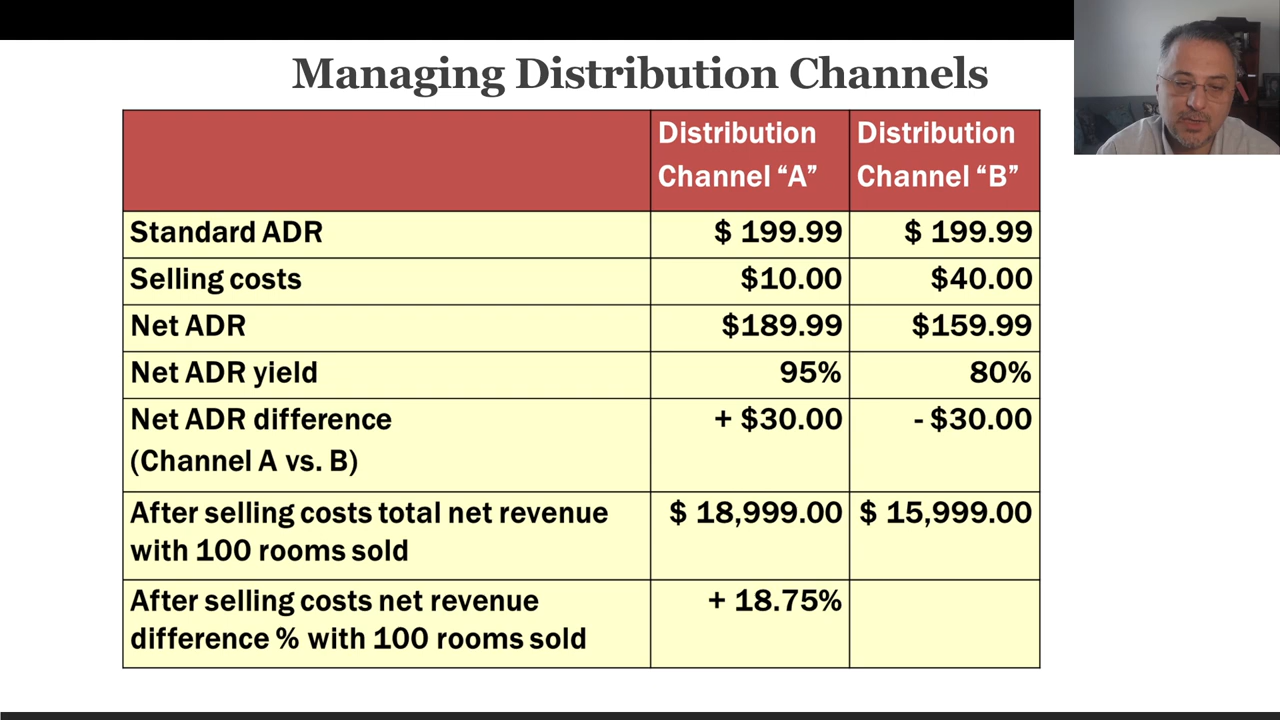 Managing Distribution Channels
Distribution Channel “A”
Distribution Channel “B”
Standard ADR $ 199.99 $ 199.99
Selling costs $10.00 $40.00
Net ADR $189.99 $159.99
Net ADR yield 95% 80%
Net ADR difference + $30.00 - $30.00
(Channel A vs. B)
After selling costs total net revenue $ 18,999.00 $ 15,999.00
with 100 rooms sold
After selling costs net revenue + 18.75%
difference % with 100 rooms sold